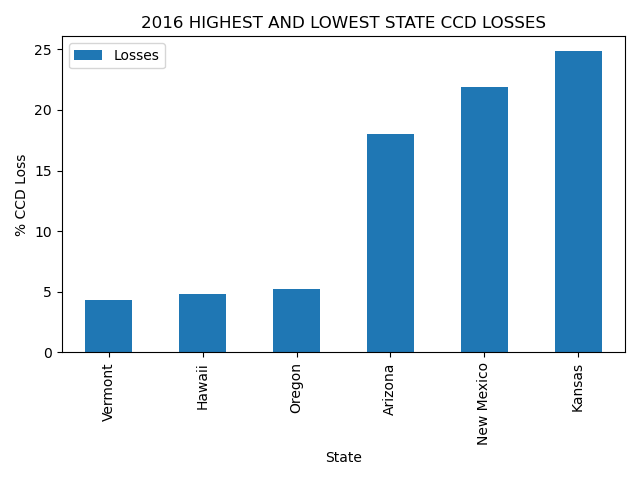 2016 HIGHEST AND LOWEST STATE CCD LOSSES
Losses
% CCD Loss
25
20
15
10
5
0
Vermont
Hawaii
Oregon
Arizona
New Mexico
Kansas
State